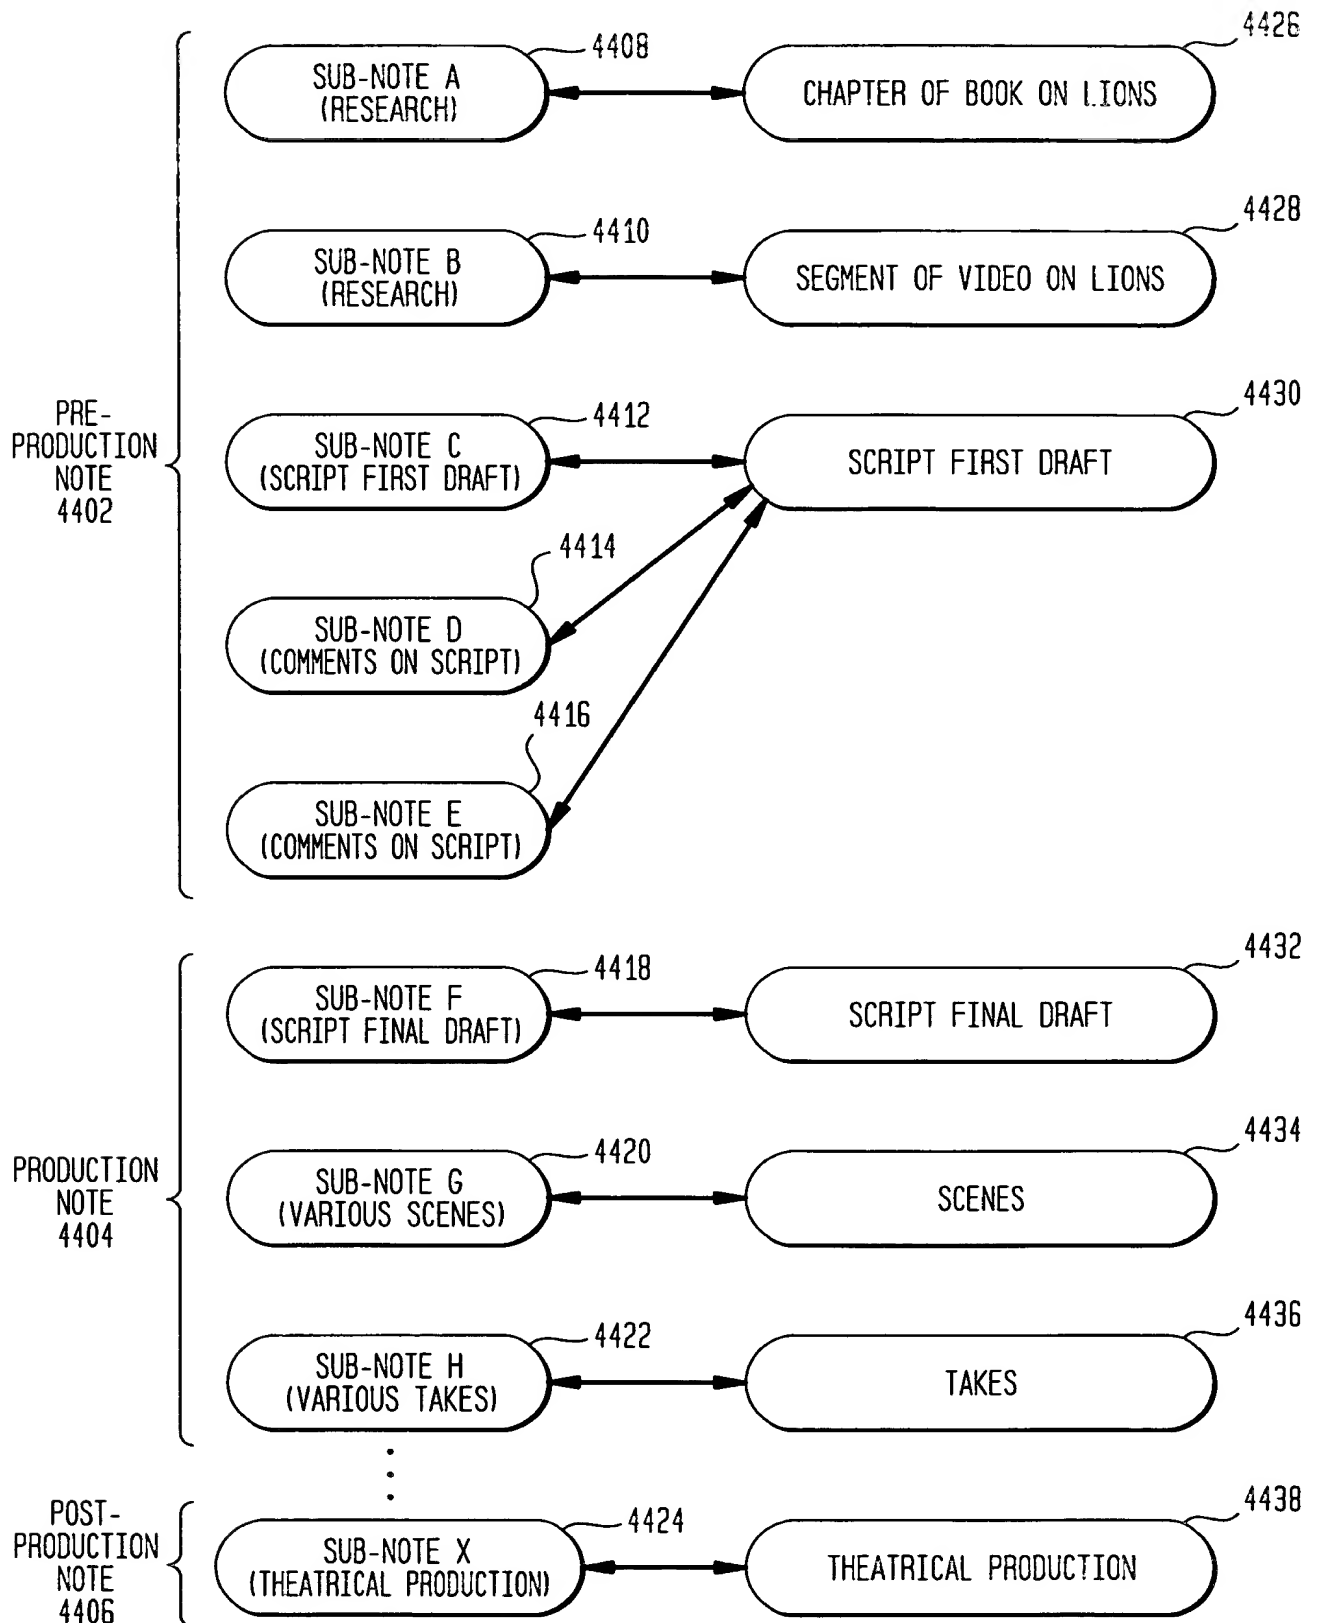 4408
4426
SUB-NOTE A
(RESEARCH)
CHAPTER OF BOOK ON LIONS
4410
4428
SUB-NOTE B
(RESEARCH)
SEGMENT OF VIDEO ON LIONS
PRE-
PRODUCTION
NOTE
4402
4412
4430
SUB-NOTE C
(SCRIPT FIRST DRAFT)
SCRIPT FIRST DRAFT
4414
SUB-NOTE D
(COMMENTS ON SCRIPT)
4416
SUB-NOTE E
(COMMENTS ON SCRIPT)
4418
4432
SUB-NOTE F
(SCRIPT FINAL DRAFT)
SCRIPT FINAL DRAFT
PRODUCTION
NOTE
4404
4420
4434
SUB-NOTE G
(VARIOUS SCENES)
SCENES
4422
4436
SUB-NOTE H
(VARIOUS TAKES)
TAKES
POST-
PRODUCTION
NOTE
4406
4424
4438
SUB-NOTE X
(THEATRICAL PRODUCTION)
THEATRICAL PRODUCTION